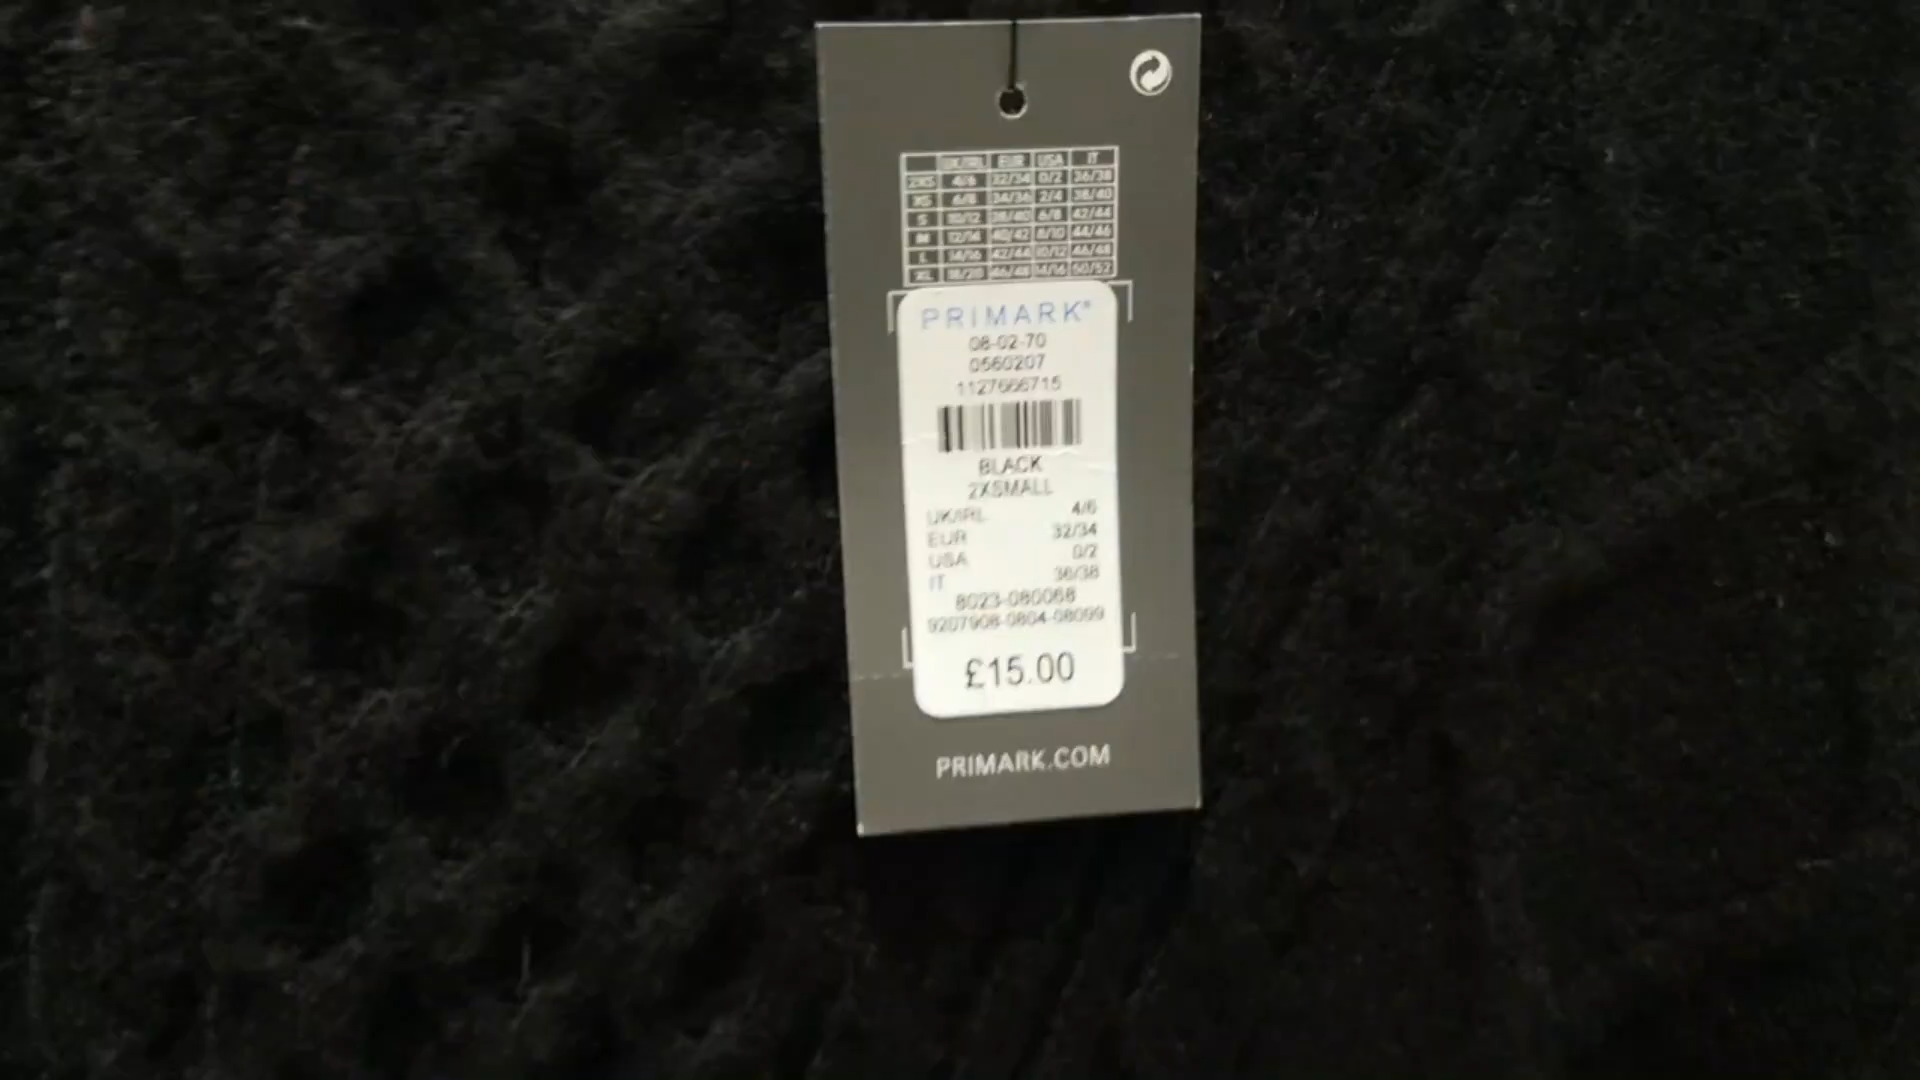 UK/IRL EUR USA IT
2XS 4/6 32/34 0/2 36/38
XS 6/8 34/36 2/4 38/40
S 10/12 38/40 6/8 42/44
M 12/14 40/42 8/10 44/46
L 14/16 42/44 10/12 46/48
XL 18/20 46/48 14/16 50/52
PRIMARK®
08-02-70
0560207
1127666715
BLACK
2XSMALL
UK/IRL 4/6
EUR 32/34
USA 0/2
IT 36/38
8023-080068
9207908-0804-08099
£15.00
PRIMARK.COM